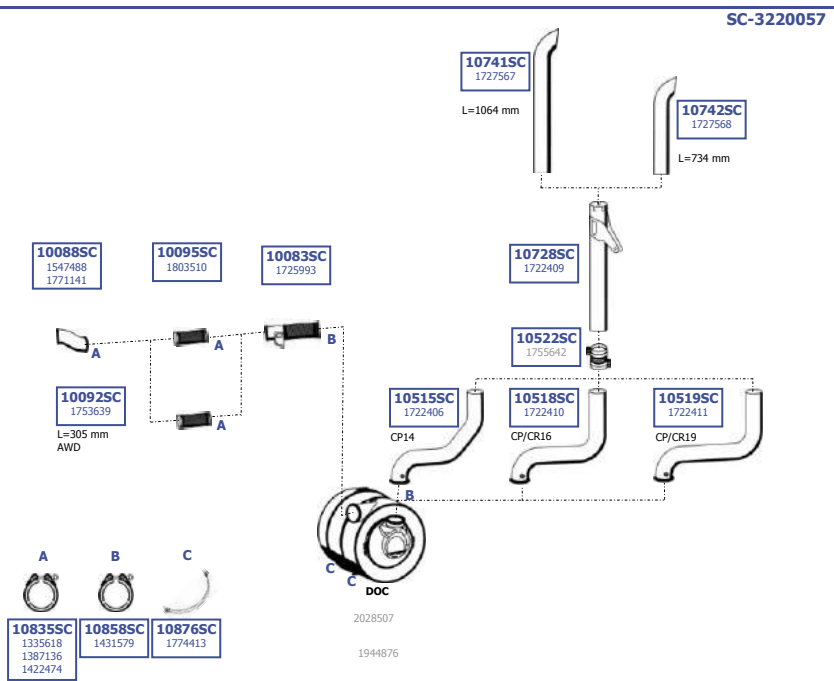 SC-3220057
10741SC
1727567
L=1064 mm
10742SC
1727568
L=734 mm
10088SC
1547488
1771141
10095SC
1803510
10083SC
1725993
10728SC
1722409
A
A
B
10522SC
1755642
10092SC
1753639
L=305 mm
AWD
A
10515SC
1722406
CP14
10518SC
1722410
CP/CR16
10519SC
1722411
CP/CR19
B
C
C
DOC
2028507
1944876
A
B
C
10835SC
1335618
1387136
1422474
10858SC
1431579
10876SC
1774413